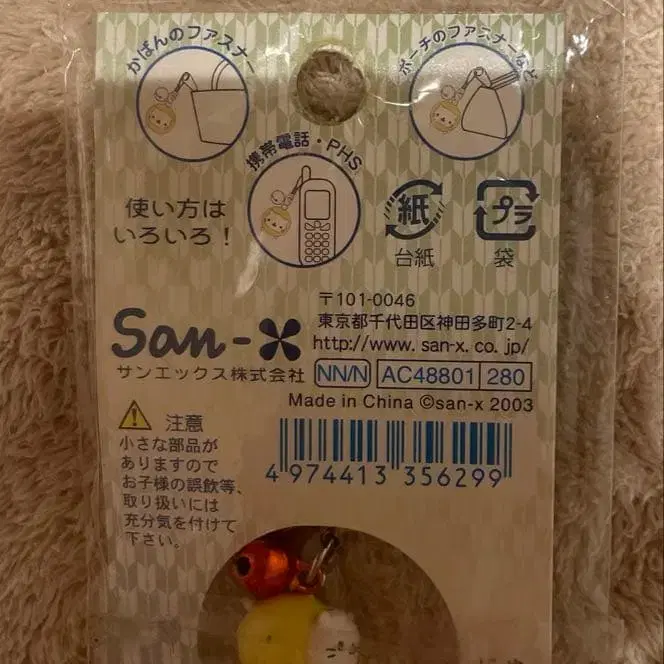 かばんのファスナー
ポーチのファスナーなど
携帯電話・PHS
使い方は
いろいろ！
紙
台紙
プラ
袋
San-X
サンエックス株式会社
〒101-0046
東京都千代田区神田多町2-4
http://www.san-x.co.jp/
NN/N AC48801 280
Made in China ©san-x 2003
注意
小さな部品が
ありますので
お子様の誤飲等、
取り扱いには
充分気を付けて
下さい。
4 974413 356299